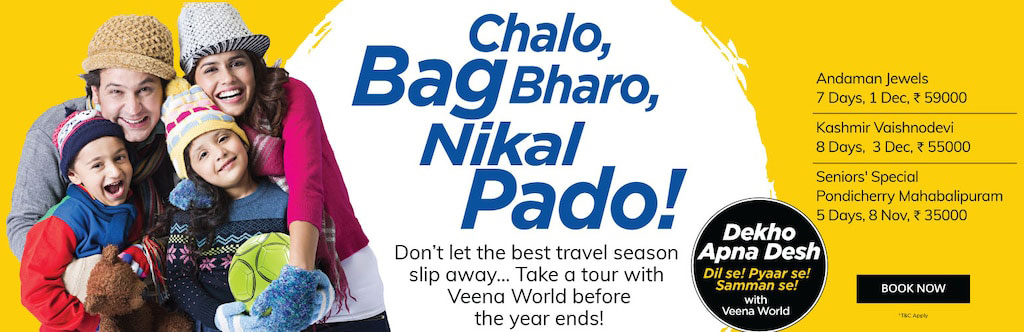 Chalo,
Bag Bharo,
Nikal
Pado!
Don't let the best travel season
slip away... Take a tour with
Veena World before
the year ends!
Dekho
Apna Desh
Dil se! Pyaar se!
Samman se!
with
Veena World
Andaman Jewels
7 Days, 1 Dec, ₹ 59000
Kashmir Vaishnodevi
8 Days, 3 Dec, ₹ 55000
Seniors' Special
Pondicherry Mahabalipuram
5 Days, 8 Nov, ₹ 35000
BOOK NOW
*T&C Apply